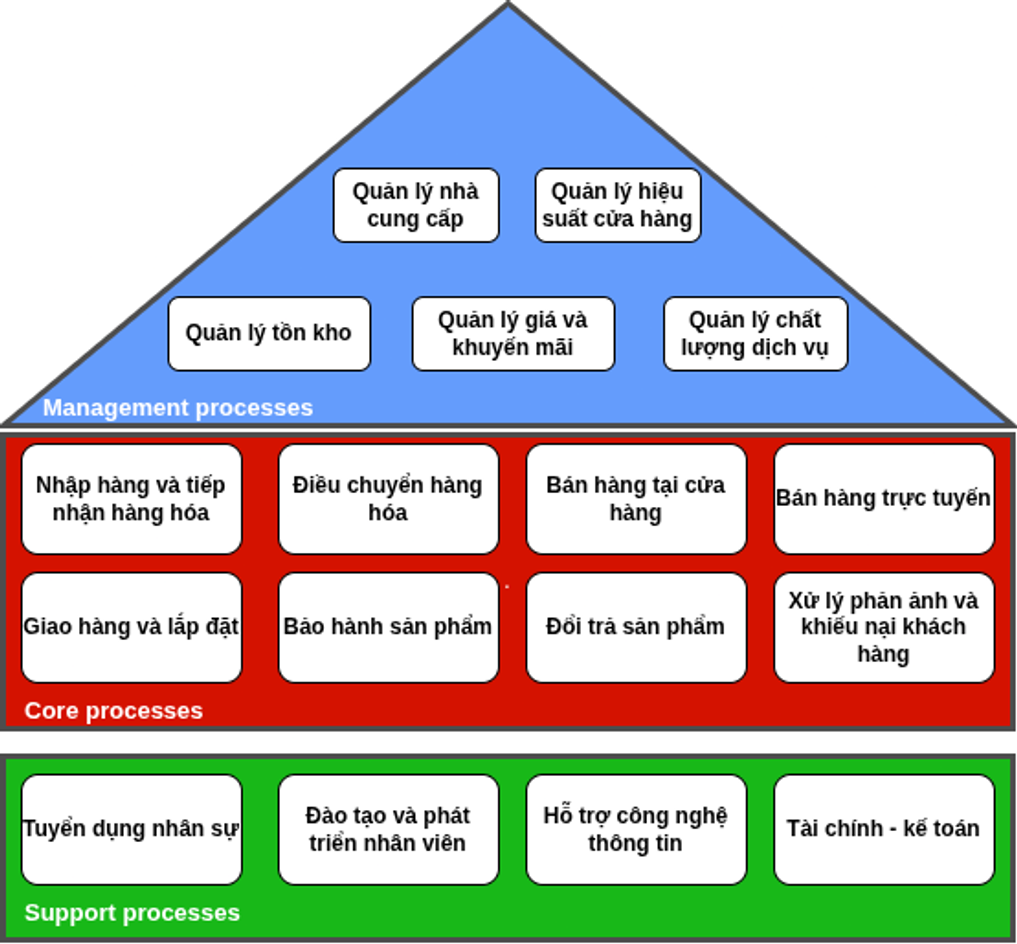 Quản lý nhà
cung cấp
Quản lý hiệu
suất cửa hàng
Quản lý tồn kho
Quản lý giá và
khuyến mãi
Quản lý chất
lượng dịch vụ
Management processes
Nhập hàng và tiếp
nhận hàng hóa
Điều chuyển hàng
hóa
Bán hàng tại cửa
hàng
Bán hàng trực tuyến
Giao hàng và lắp đặt
Bảo hành sản phẩm
Đổi trả sản phẩm
Xử lý phản ánh và
khiếu nại khách
hàng
Core processes
Tuyển dụng nhân sự
Đào tạo và phát
triển nhân viên
Hỗ trợ công nghệ
thông tin
Tài chính - kế toán
Support processes